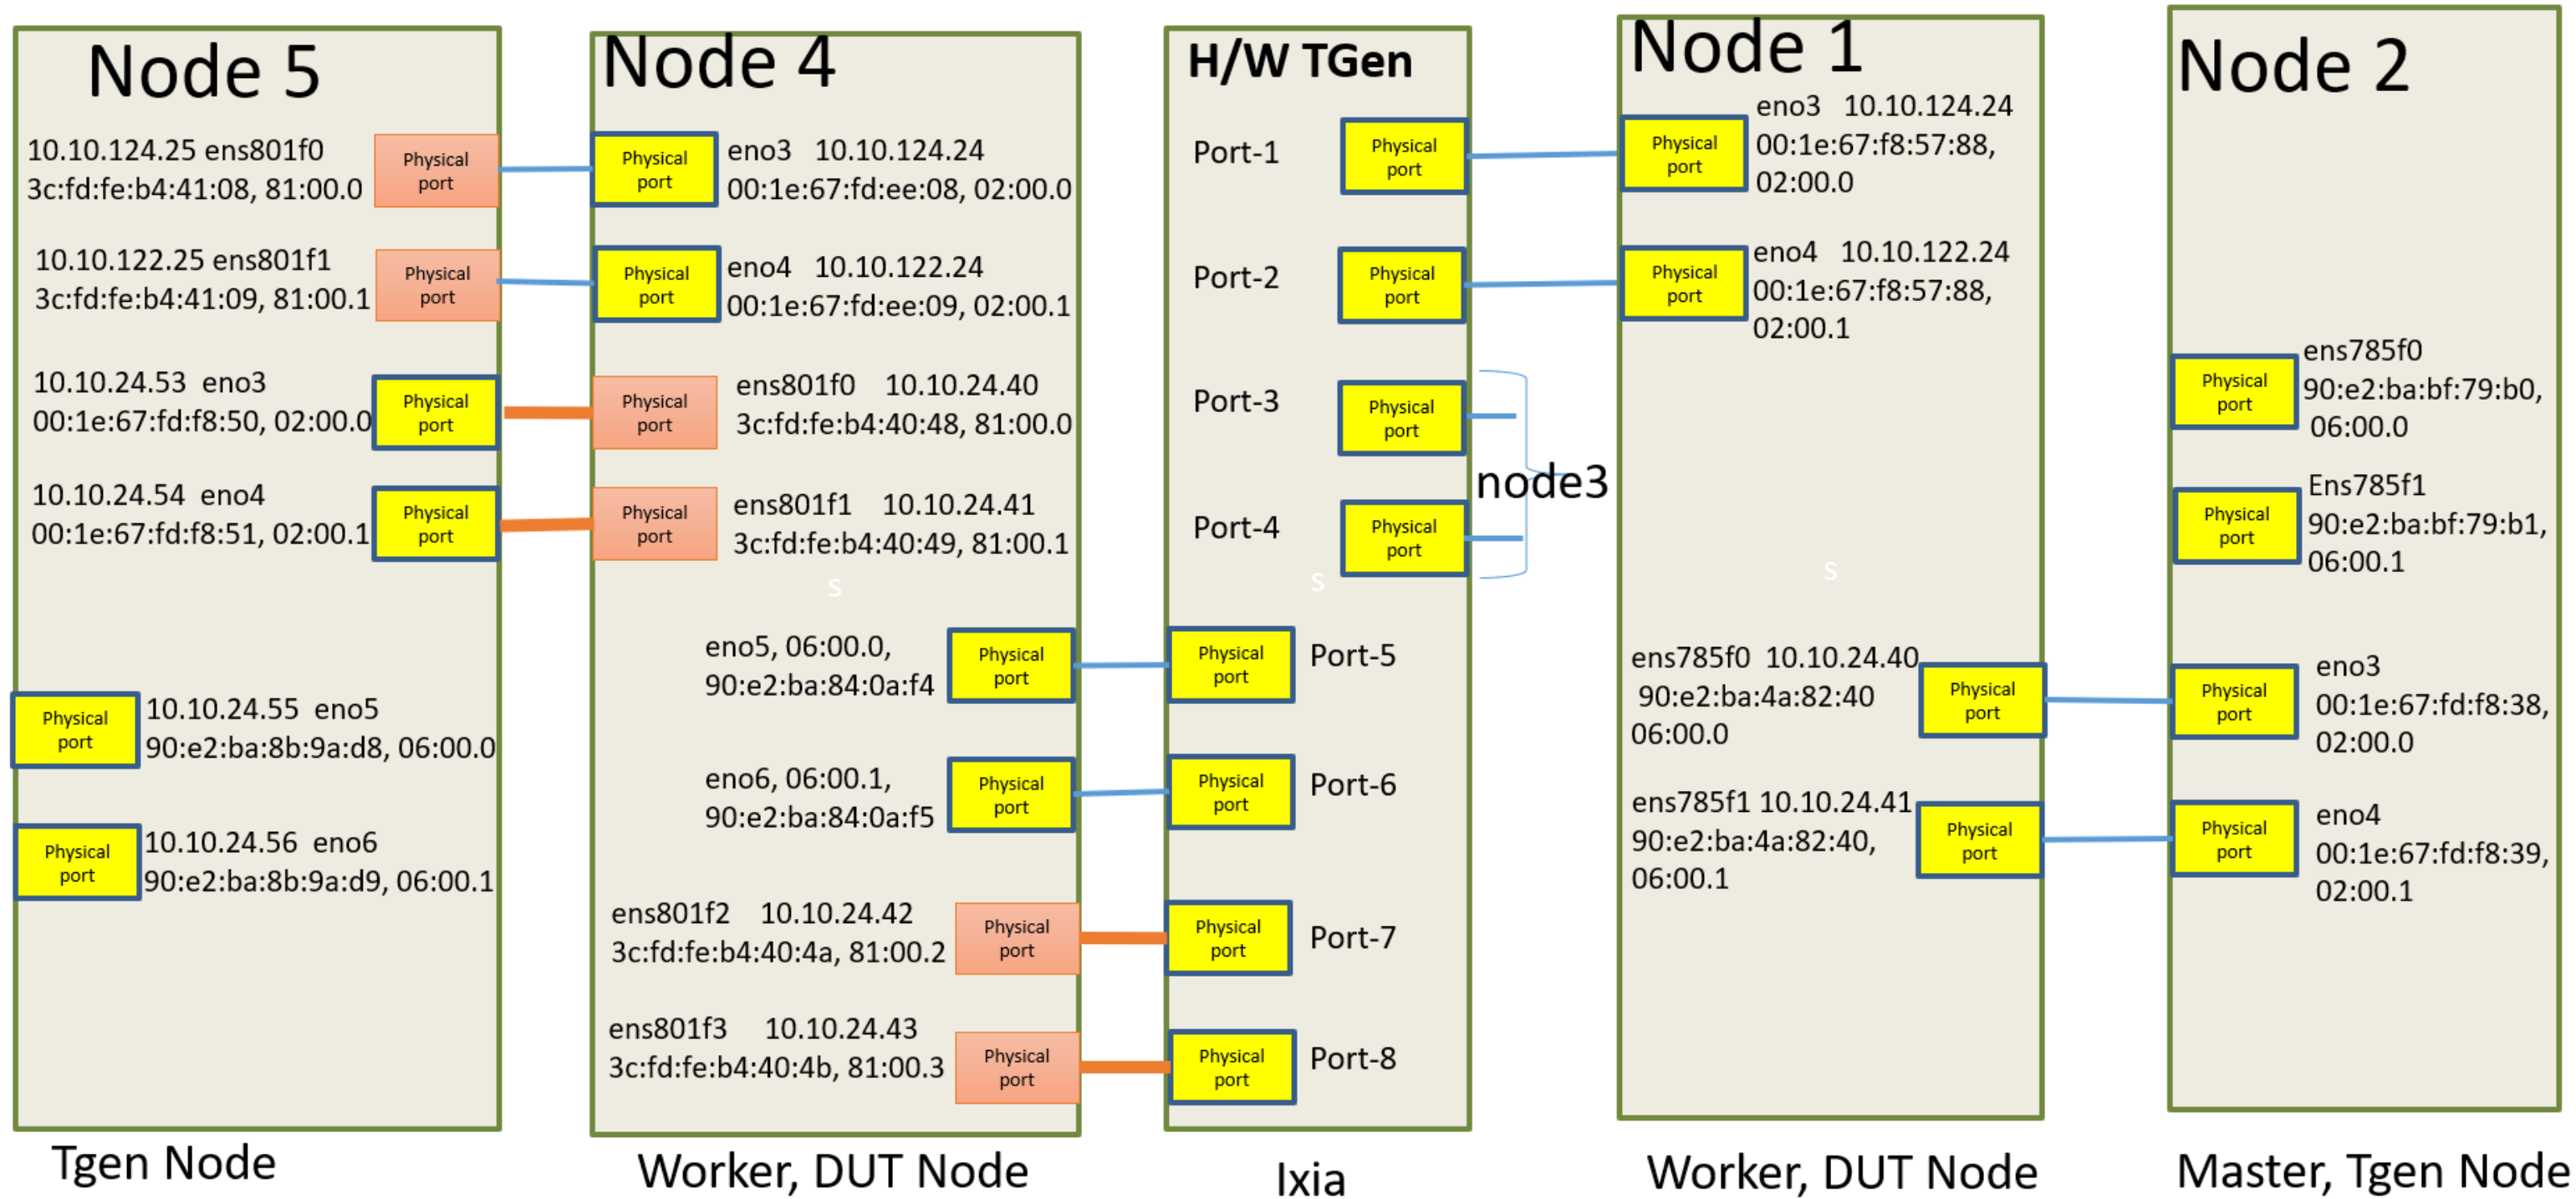 Node 5
10.10.124.25 ens801f0
3c:fd:fe:b4:41:08, 81:00.0
Physical
port
10.10.122.25 ens801f1
3c:fd:fe:b4:41:09, 81:00.1
Physical
port
10.10.24.53 eno3
00:1e:67:fd:f8:50, 02:00.0
Physical
port
10.10.24.54 eno4
00:1e:67:fd:f8:51, 02:00.1
Physical
port
Physical
port
10.10.24.55 eno5
90:e2:ba:8b:9a:d8, 06:00.0
Physical
port
10.10.24.56 eno6
90:e2:ba:8b:9a:d9, 06:00.1
Tgen Node
Node 4
Physical
port
eno3 10.10.124.24
00:1e:67:fd:ee:08, 02:00.0
Physical
port
eno4 10.10.122.24
00:1e:67:fd:ee:09, 02:00.1
Physical
port
ens801f0 10.10.24.40
3c:fd:fe:b4:40:48, 81:00.0
Physical
port
ens801f1 10.10.24.41
3c:fd:fe:b4:40:49, 81:00.1
s
eno5, 06:00.0,
90:e2:ba:84:0a:f4
Physical
port
eno6, 06:00.1,
90:e2:ba:84:0a:f5
Physical
port
ens801f2 10.10.24.42
3c:fd:fe:b4:40:4a, 81:00.2
Physical
port
ens801f3 10.10.24.43
3c:fd:fe:b4:40:4b, 81:00.3
Physical
port
Worker, DUT Node
H/W TGen
Port-1
Physical
port
Port-2
Physical
port
Port-3
Physical
port
node3
Port-4
Physical
port
s
Physical
port
Port-5
Physical
port
Port-6
Physical
port
Port-7
Physical
port
Port-8
Ixia
Node 1
Physical
port
eno3 10.10.124.24
00:1e:67:f8:57:88,
02:00.0
Physical
port
eno4 10.10.122.24
00:1e:67:f8:57:88,
02:00.1
s
ens785f0 10.10.24.40
90:e2:ba:4a:82:40
06:00.0
Physical
port
ens785f1 10.10.24.41
90:e2:ba:4a:82:40,
06:00.1
Physical
port
Worker, DUT Node
Node 2
Physical
port
ens785f0
90:e2:ba:bf:79:b0,
06:00.0
Physical
port
Ens785f1
90:e2:ba:bf:79:b1,
06:00.1
Physical
port
eno3
00:1e:67:fd:f8:38,
02:00.0
Physical
port
eno4
00:1e:67:fd:f8:39,
02:00.1
Master, Tgen Node